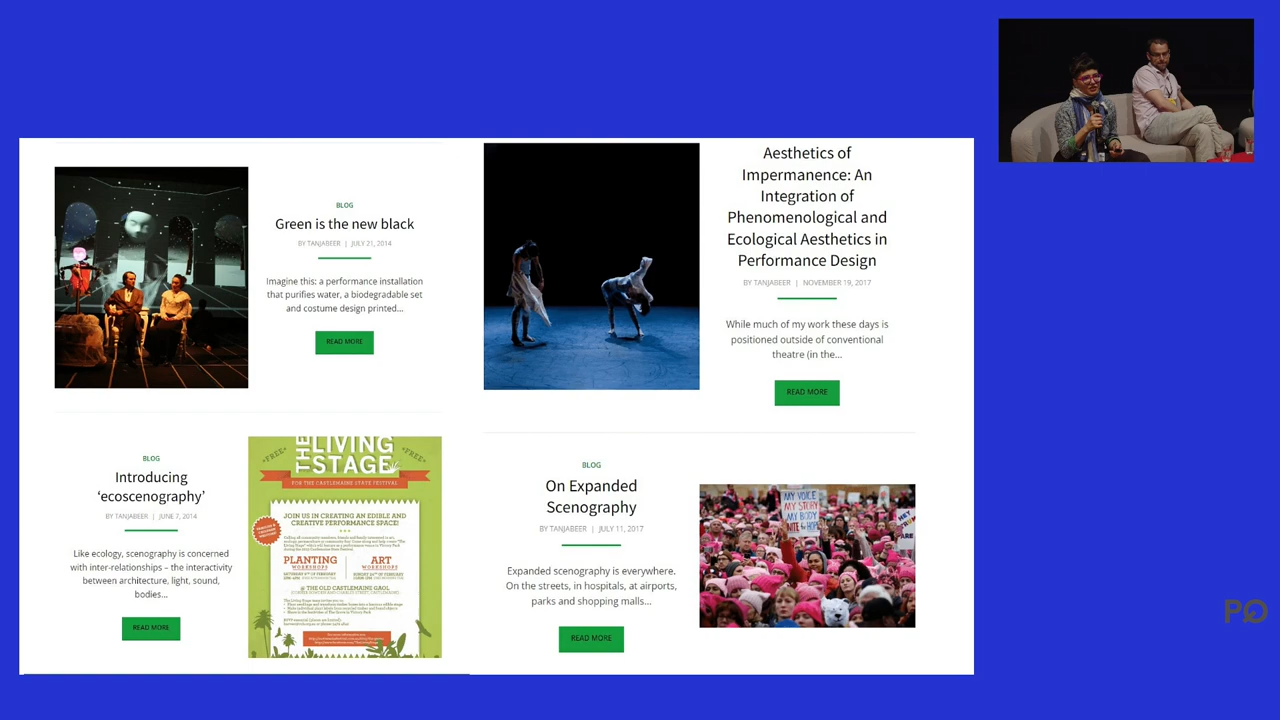 BLOG
Green is the new black
BY TANJABEER | JULY 21, 2014
Imagine this: a performance installation
that purifies water, a biodegradable set
and costume design printed...
READ MORE
BLOG
Introducing
‘ecoscenography’
BY TANJABEER | JUNE 7, 2014
Like ecology, scenography is concerned
with inter-relationships – the interactivity
between architecture, light, sound,
bodies...
READ MORE
FREE
THE LIVING
STAGE
FREE
FOR THE CASTLEMAINE STATE FESTIVAL
JOIN US IN CREATING AN EDIBLE AND
CREATIVE PERFORMANCE SPACE!
PLANTING
WORKSHOPS
ART
WORKSHOPS
@ THE OLD CASTLEMAINE GAOL
Aesthetics of
Impermanence: An
Integration of
Phenomenological and
Ecological Aesthetics in
Performance Design
BY TANJABEER | NOVEMBER 19, 2017
While much of my work these days is
positioned outside of conventional
theatre (in the...
READ MORE
BLOG
On Expanded
Scenography
BY TANJABEER | JULY 11, 2017
Expanded scenography is everywhere.
On the streets, in hospitals, at airports,
parks and shopping malls...
READ MORE
MY VOICE
MY STORY
MY BODY
HEY
ARE
PQ